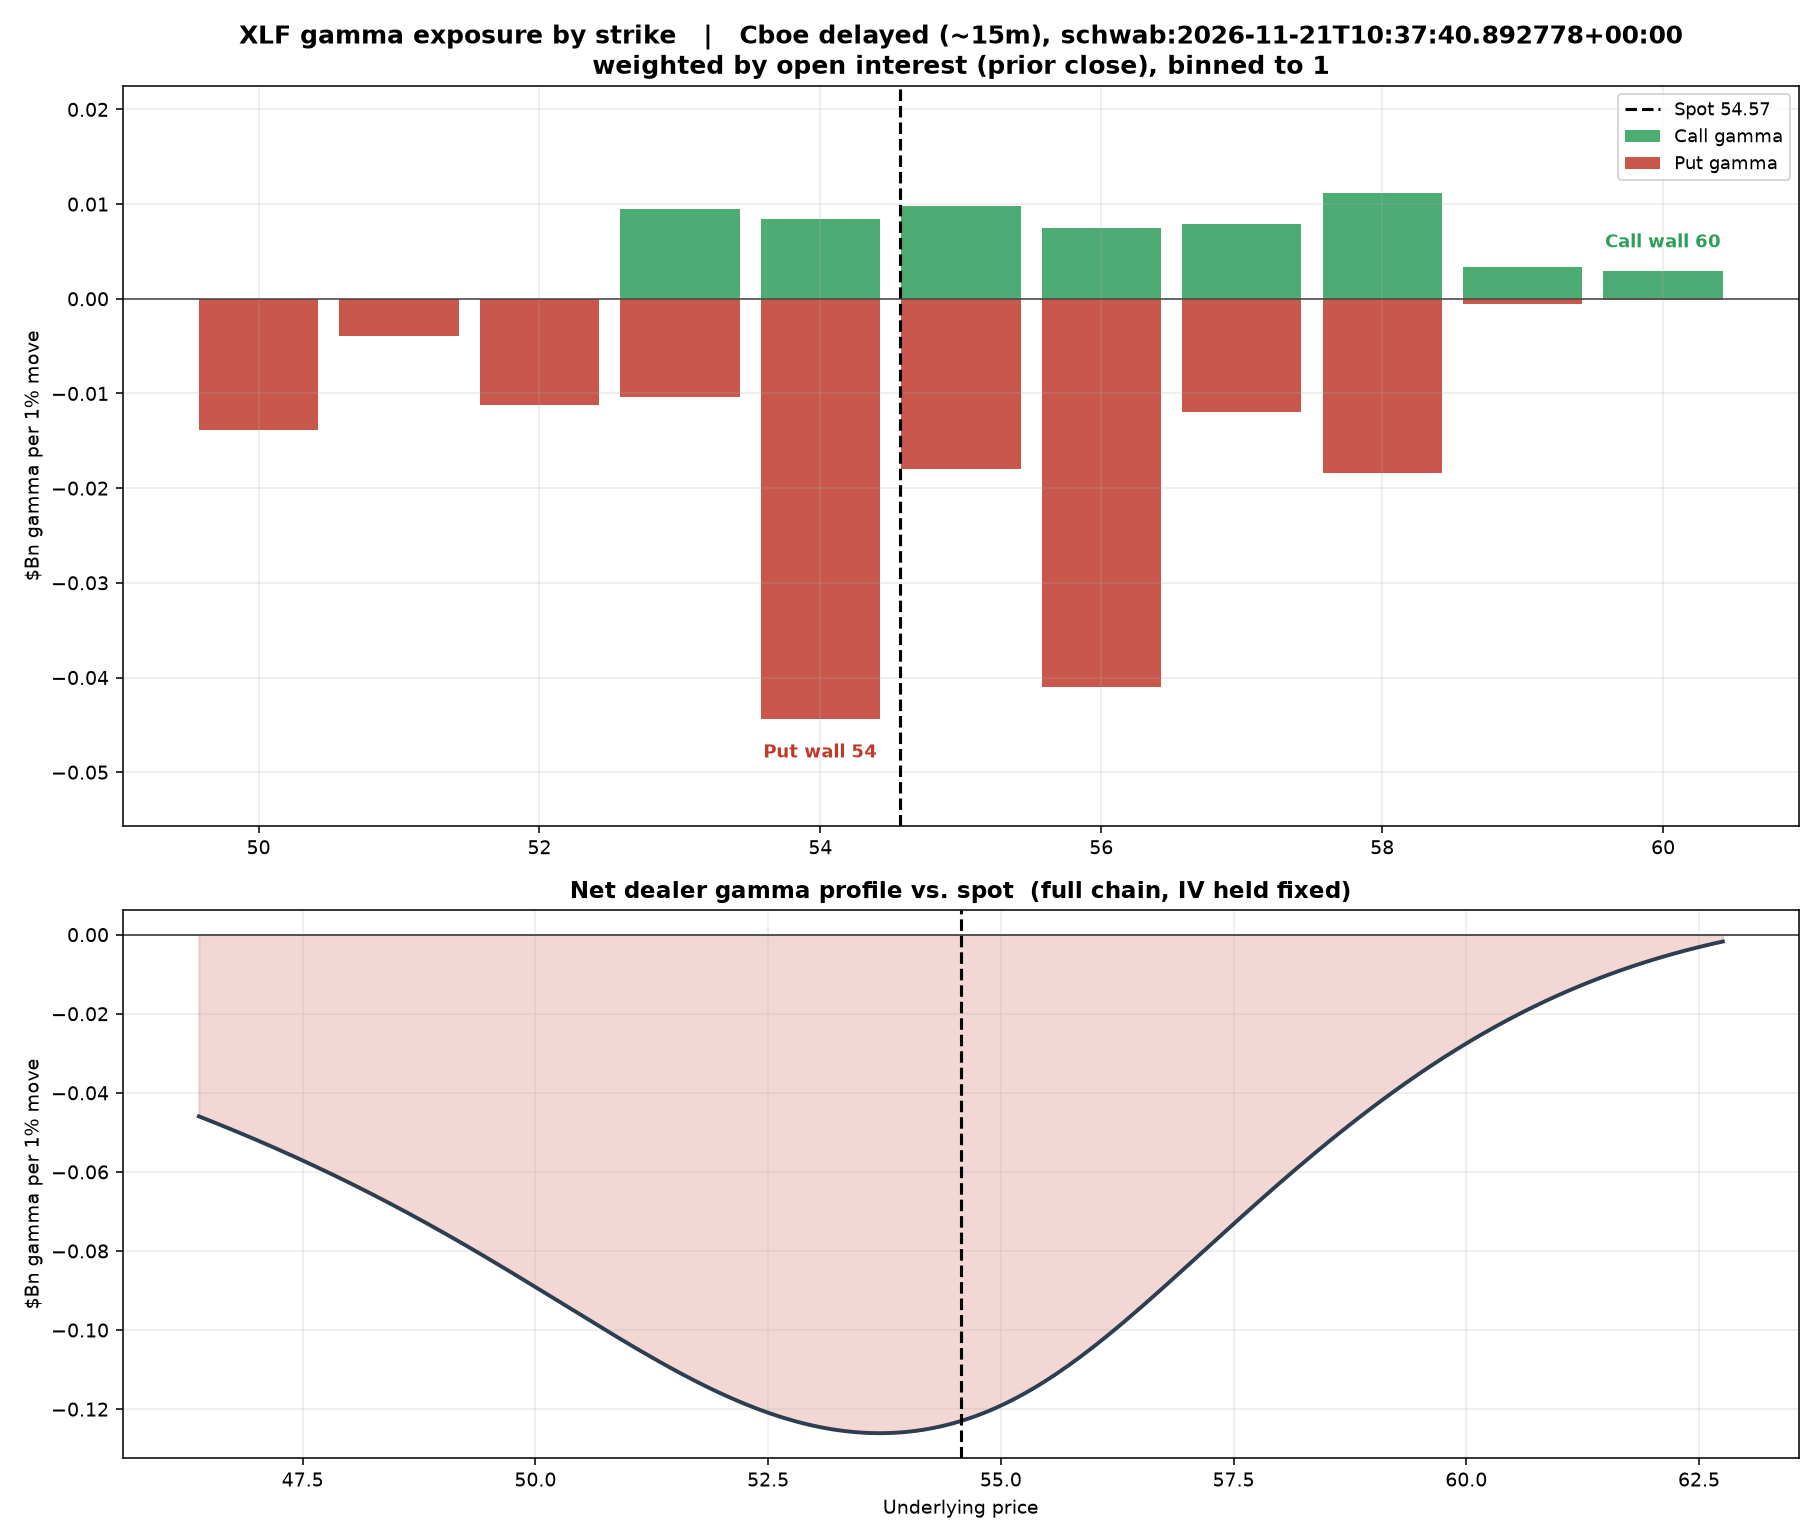 XLF gamma exposure by strike | Cboe delayed (~15m), schwab:2026-11-21T10:37:40.892778+00:00
weighted by open interest (prior close), binned to 1
Spot 54.57
Call gamma
Put gamma
Call wall 60
Put wall 54
$Bn gamma per 1% move
0.02
0.01
0.00
−0.01
−0.02
−0.03
−0.04
−0.05
50 52 54 56 58 60
Net dealer gamma profile vs. spot (full chain, IV held fixed)
$Bn gamma per 1% move
0.00
−0.02
−0.04
−0.06
−0.08
−0.10
−0.12
47.5 50.0 52.5 55.0 57.5 60.0 62.5
Underlying price